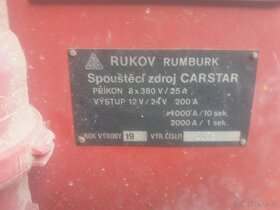 RUKOV RUMBURK
Spouštěcí zdroj CARSTAR
PŘÍKON 3x380 V/25 A
VÝSTUP 12 V/24 V 200 A
1000 A/10 sek.
2000 A/1 sek.
ROK VÝROBY 19 VÝR. ČÍSLO